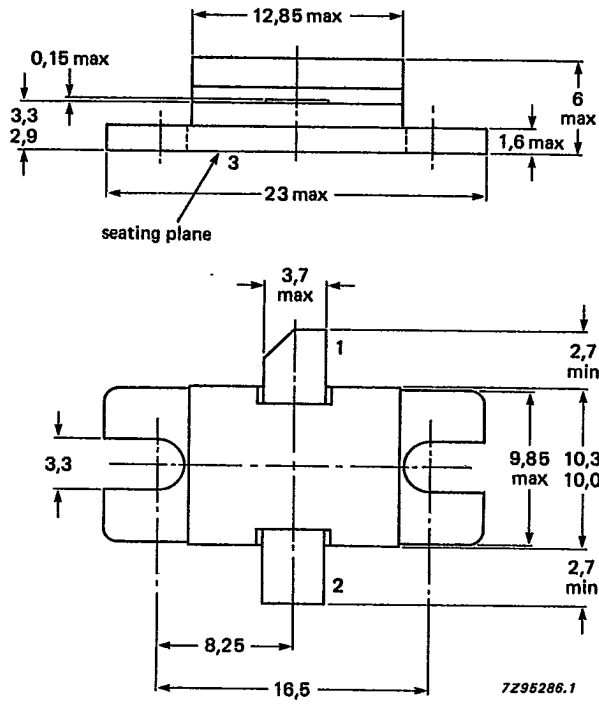 12,85 max
0,15 max
3,3
2,9
6
max
1,6 max
3
23 max
seating plane
3,7
max
1
2,7
min
3,3
9,85
max
10,3
10,0
2
2,7
min
8,25
16,5
7Z95286.1